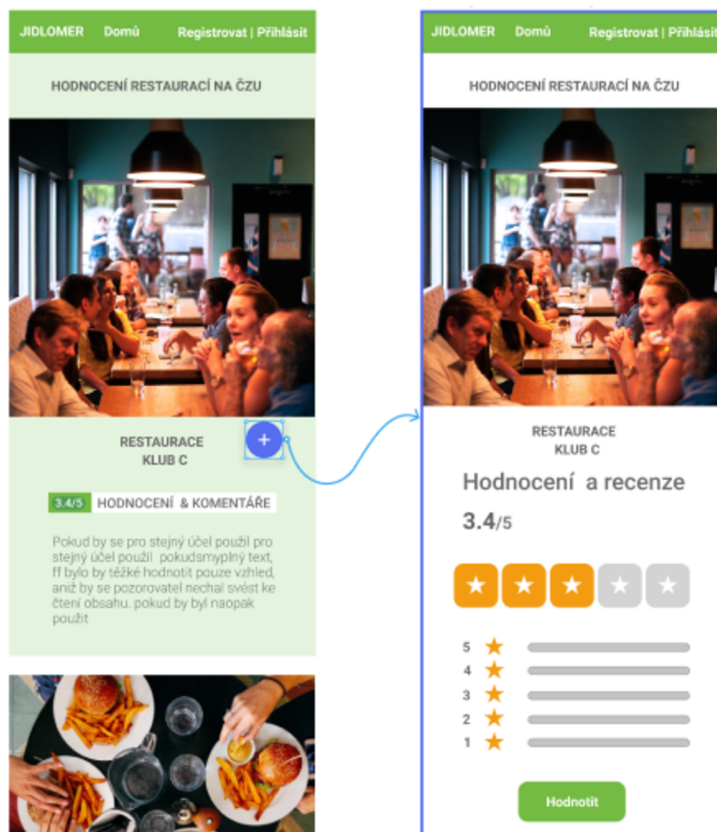 JIDLOMER Domů Registrovat | Přihlásit
HODNOCENÍ RESTAURACÍ NA ČZU
RESTAURACE
KLUB C
3.4/5 HODNOCENÍ & KOMENTÁŘE
Pokud by se pro stejný účel použil pro
stejný účel použil pokudsmyplný text,
ff bylo by těžké hodnotit pouze vzhled,
aniž by se pozorovatel nechal svést ke
čtení obsahu. pokud by byl naopak
použit
JIDLOMER Domů Registrovat | Přihlásit
HODNOCENÍ RESTAURACÍ NA ČZU
RESTAURACE
KLUB C
Hodnocení a recenze
3.4/5
5
4
3
2
1
Hodnotit